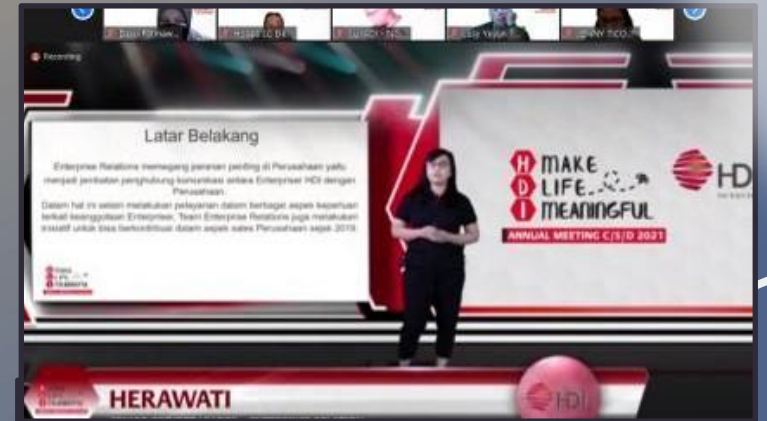 Recording
Latar Belakang
Enterprise Relations memegang peranan penting di Perusahaan yaitu
menjadi jembatan penghubung komunikasi antara Enterpriser HDI dengan
Perusahaan.
Dalam hal ini selain melakukan pelayanan dalam berbagai aspek keperluan
terkait keanggotaan Enterpriser, Team Enterprise Relations juga melakukan
inisiatif untuk bisa berkontribusi dalam aspek sales Perusahaan sejak 2019.
H MAKE
D LIFE
I MEANINGFUL
ANNUAL MEETING C/S/D 2021
HD
HERAWATI
HDI